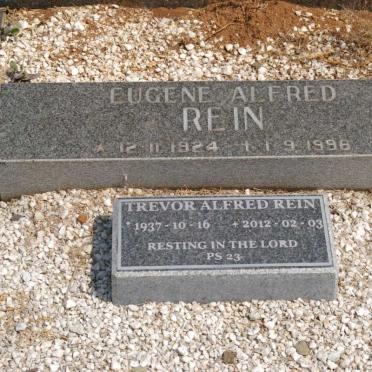 EUGENE ALFRED
REIN
* 12.11.1924 + 1.9.1996
TREVOR ALFRED REIN
* 1937-10-16 + 2012-02-03
RESTING IN THE LORD
PS 23